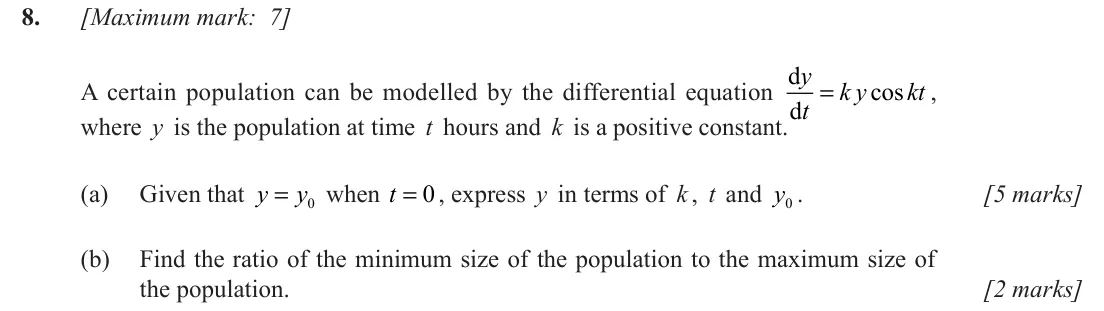 8. [Maximum mark: 7]
A certain population can be modelled by the differential equation dy/dt = k y cos kt ,
where y is the population at time t hours and k is a positive constant.
(a) Given that y = y₀ when t = 0 , express y in terms of k , t and y₀ . [5 marks]
(b) Find the ratio of the minimum size of the population to the maximum size of
the population. [2 marks]